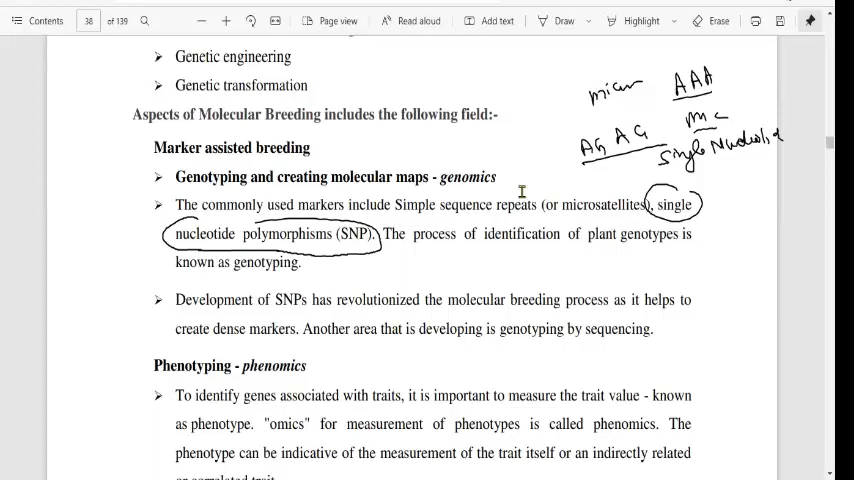 Contents
38 of 139
Page view
Read aloud
Add text
Draw
Highlight
Erase
Share
Genetic engineering
Genetic transformation
Aspects of Molecular Breeding includes the following field:-
AAA
AG AG
Single
Marker assisted breeding
Genotyping and creating molecular maps - genomics
The commonly used markers include Simple sequence repeats (or microsatellites), single
nucleotide polymorphisms (SNP). The process of identification of plant genotypes is
known as genotyping.
Development of SNPs has revolutionized the molecular breeding process as it helps to
create dense markers. Another area that is developing is genotyping by sequencing.
Phenotyping - phenomics
To identify genes associated with traits, it is important to measure the trait value - known
as phenotype. "omics" for measurement of phenotypes is called phenomics. The
phenotype can be indicative of the measurement of the trait itself or an indirectly related
or correlated trait.